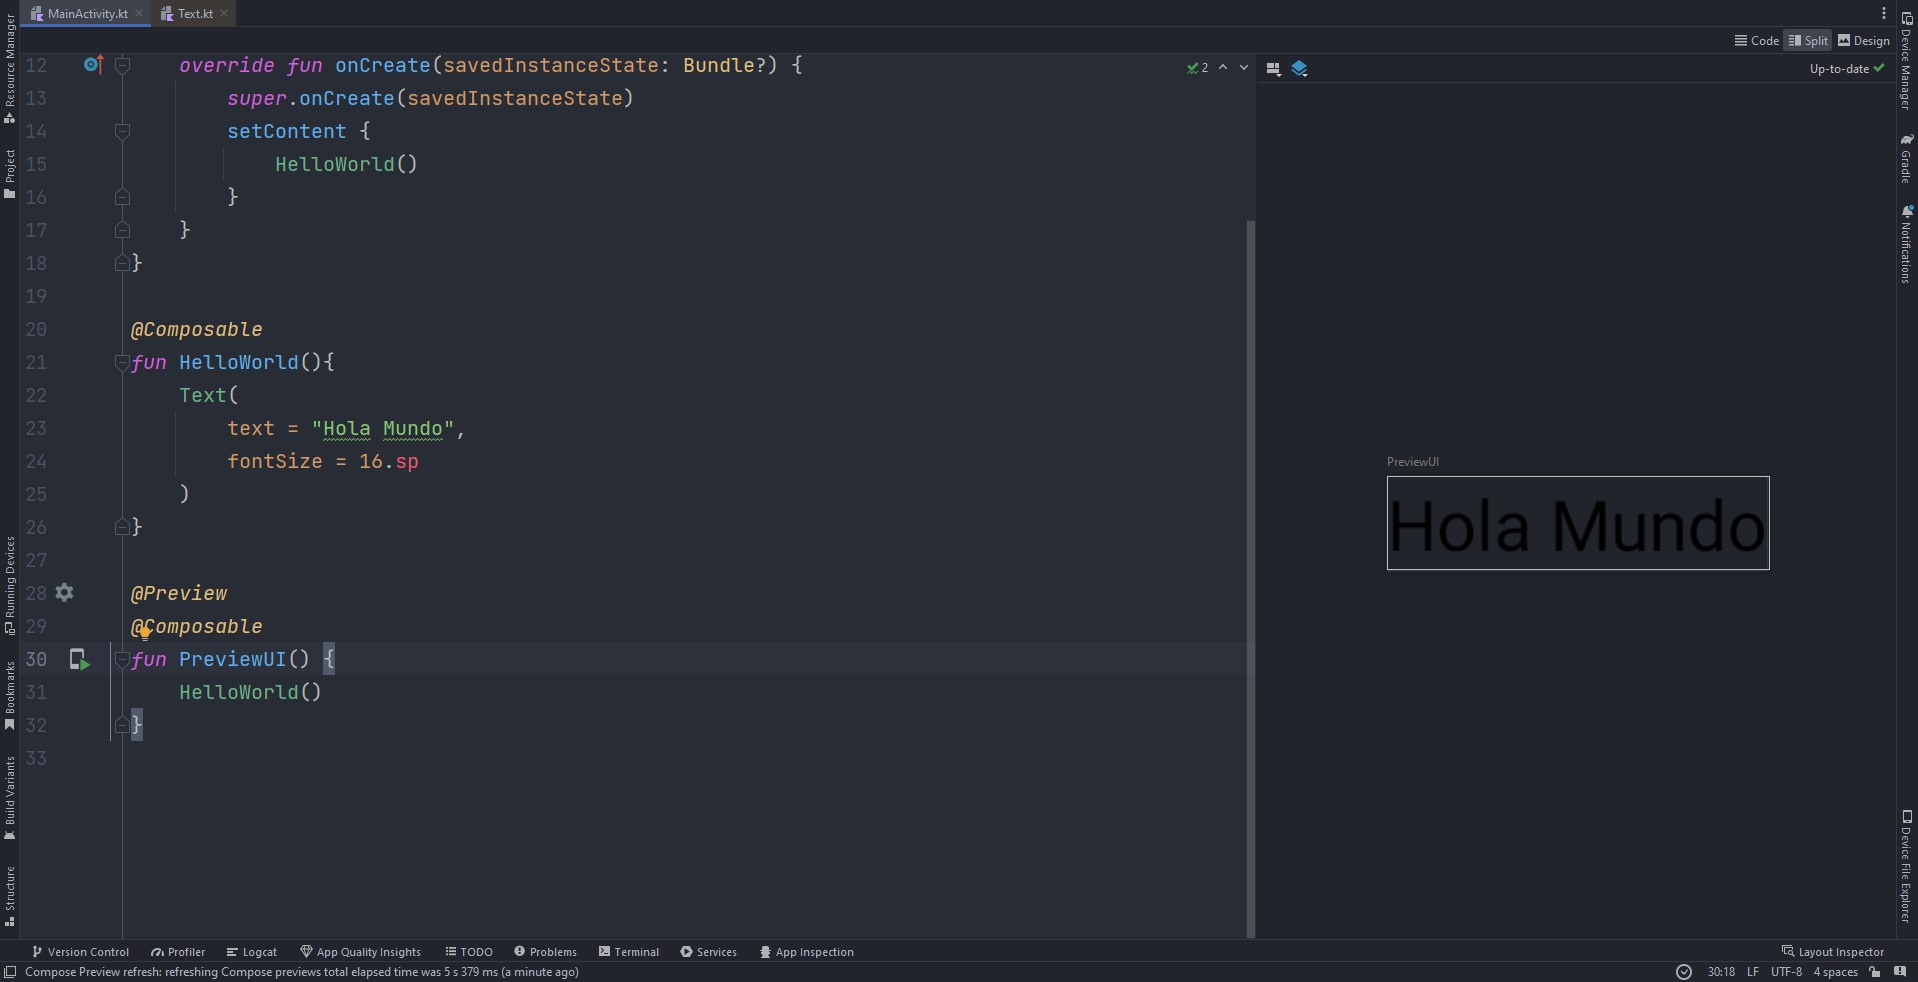 MainActivity.kt
Text.kt
Code
Split
Design
12 override fun onCreate(savedInstanceState: Bundle?) {
2
13 super.onCreate(savedInstanceState)
14 setContent {
15 HelloWorld()
16 }
17 }
18 }
19
20 @Composable
21 fun HelloWorld(){
22 Text(
23 text = "Hola Mundo",
24 fontSize = 16.sp
25 )
26 }
27
28 @Preview
29 @Composable
30 fun PreviewUI() {
31 HelloWorld()
32 }
33
Up-to-date
PreviewUI
Hola Mundo
Resource Manager
Project
Running Devices
Bookmarks
Build Variants
Structure
Device Manager
Gradle
Notifications
Device File Explorer
Version Control
Profiler
Logcat
App Quality Insights
TODO
Problems
Terminal
Services
App Inspection
Layout Inspector
Compose Preview refresh: refreshing Compose previews total elapsed time was 5 s 379 ms (a minute ago)
30:18
LF
UTF-8
4 spaces